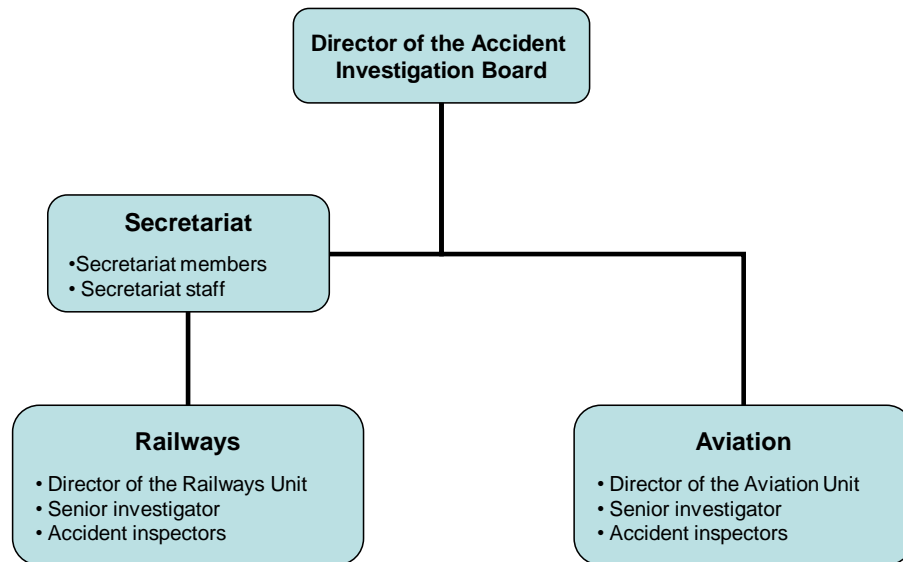 Director of the Accident
Investigation Board
Secretariat
•Secretariat members
• Secretariat staff
Railways
• Director of the Railways Unit
• Senior investigator
• Accident inspectors
Aviation
• Director of the Aviation Unit
• Senior investigator
• Accident inspectors